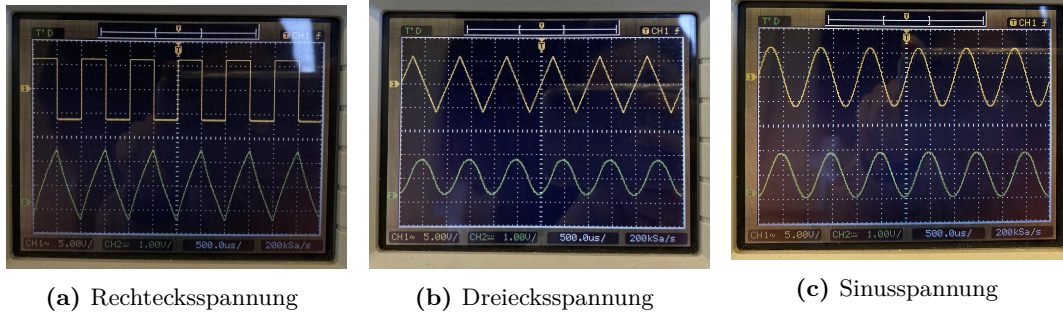 T'D
CH1
CH1~ 5.00V/ CH2 1.00V/ 500.0us/ 200kSa/s
T'D
CH1
CH1~ 5.00V/ CH2 1.00V/ 500.0us/ 200kSa/s
T'D
CH1
CH1~ 5.00V/ CH2 1.00V/ 500.0us/ 200kSa/s
(a) Rechtecksspannung
(b) Dreiecksspannung
(c) Sinusspannung